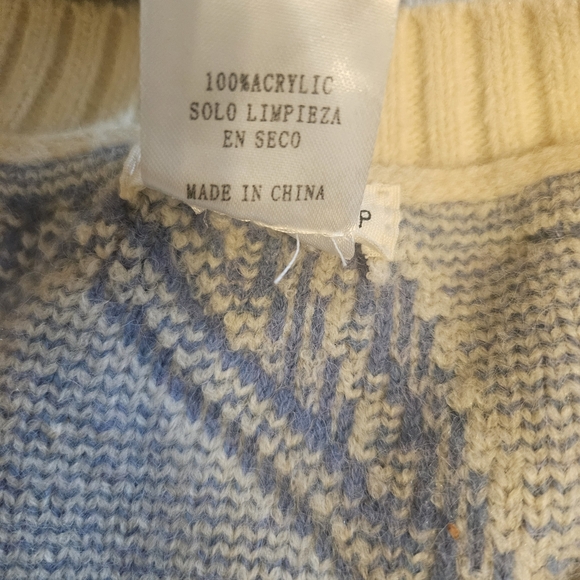 100%ACRYLIC
SOLO LIMPIEZA
EN SECO
MADE IN CHINA
P